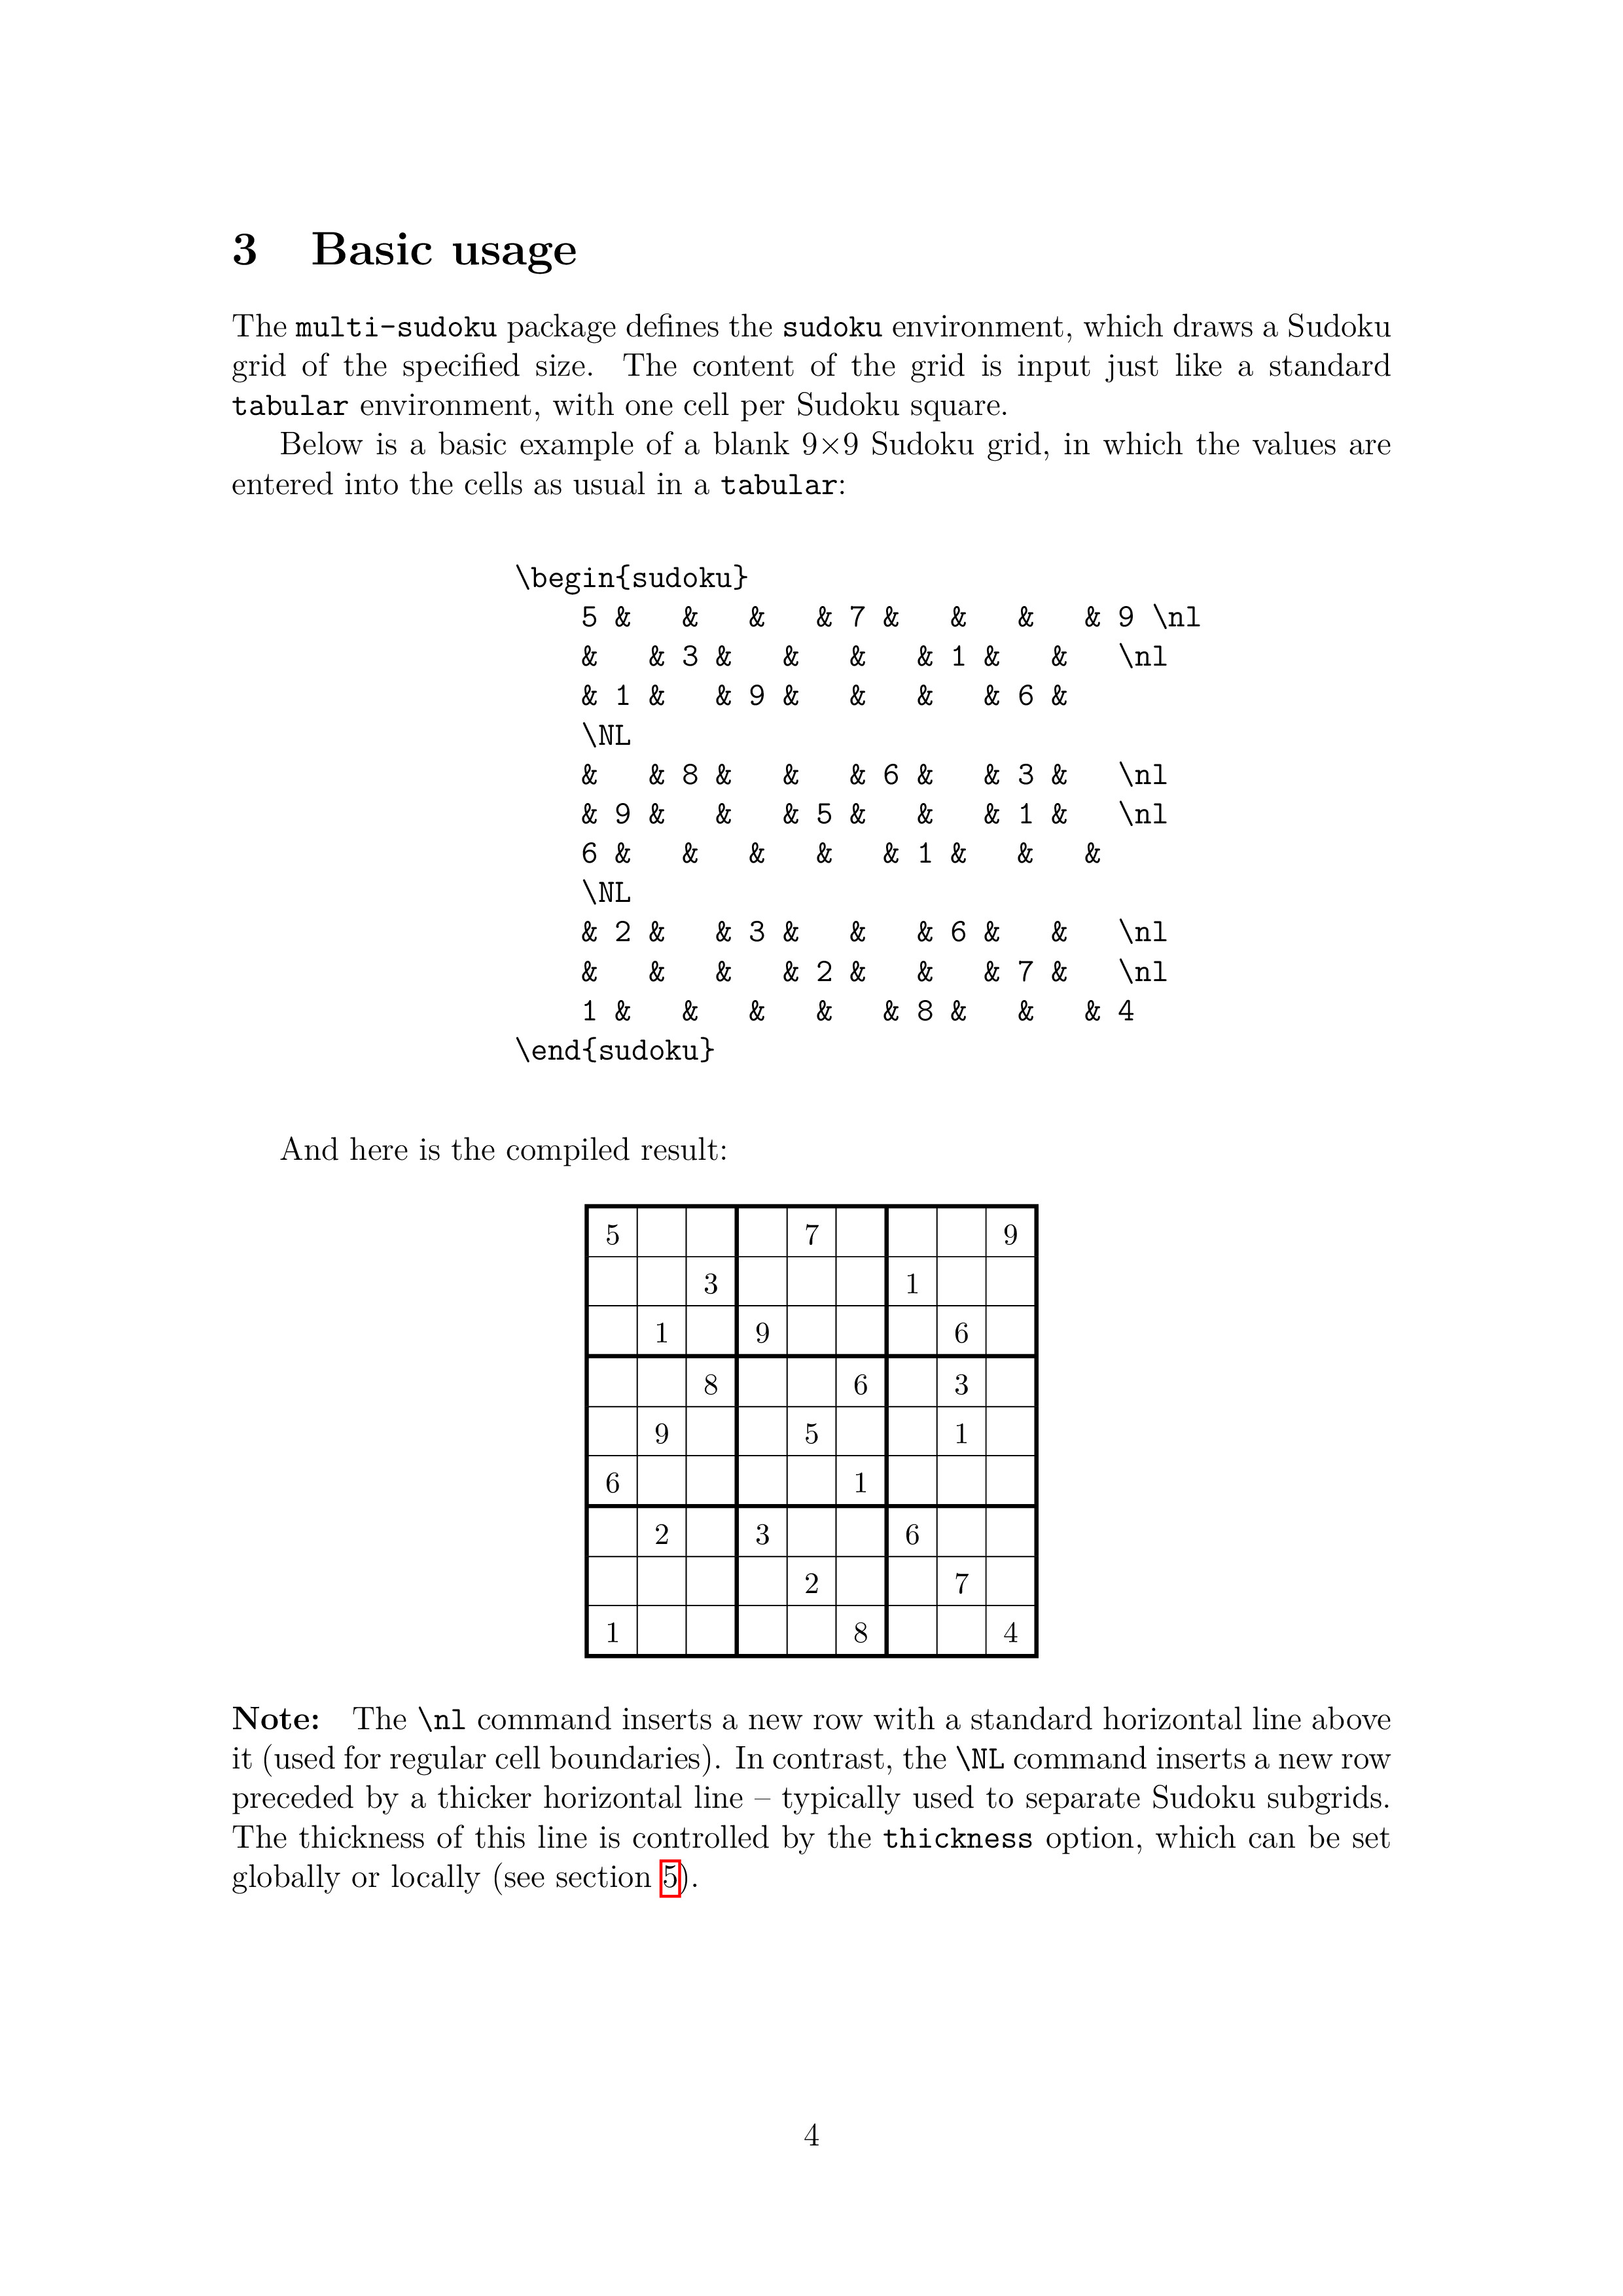 3 Basic usage
The multi-sudoku package defines the sudoku environment, which draws a Sudoku
grid of the specified size. The content of the grid is input just like a standard
tabular environment, with one cell per Sudoku square.
Below is a basic example of a blank 9×9 Sudoku grid, in which the values are
entered into the cells as usual in a tabular:
\begin{sudoku}
    5 &   &   &   & 7 &   &   &   & 9 \nl
    &   & 3 &   &   &   & 1 &   &   \nl
    & 1 &   & 9 &   &   &   & 6 &
    \NL
    &   & 8 &   &   & 6 &   & 3 &   \nl
    & 9 &   &   & 5 &   &   & 1 &   \nl
    6 &   &   &   &   & 1 &   &   &
    \NL
    & 2 &   & 3 &   &   & 6 &   &   \nl
    &   &   &   & 2 &   &   & 7 &   \nl
    1 &   &   &   &   & 8 &   &   & 4
\end{sudoku}
And here is the compiled result:
5 7 9
3 1
1 9 6
8 6 3
9 5 1
6 1
2 3 6
2 7
1 8 4
Note: The \nl command inserts a new row with a standard horizontal line above
it (used for regular cell boundaries). In contrast, the \NL command inserts a new row
preceded by a thicker horizontal line – typically used to separate Sudoku subgrids.
The thickness of this line is controlled by the thickness option, which can be set
globally or locally (see section 5).
4